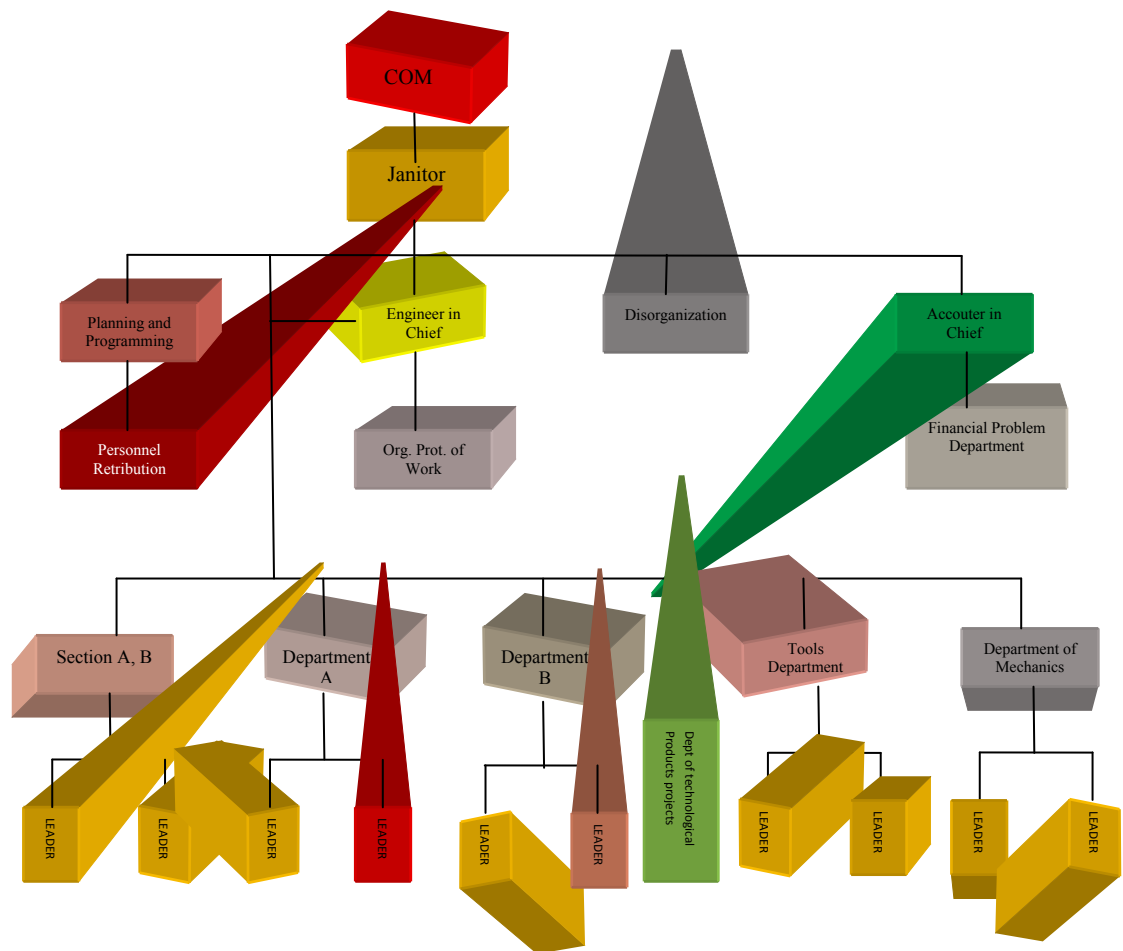 COM
Janitor
Planning and
Programming
Engineer in
Chief
Disorganization
Accouter in
Chief
Personnel
Retribution
Org. Prot. of
Work
Financial Problem
Department
Section A, B
Department
A
Department
B
Tools
Department
Department of
Mechanics
Dept of technological
Products projects
LEADER
LEADER
LEADER
LEADER
LEADER
LEADER
LEADER
LEADER
LEADER
LEADER